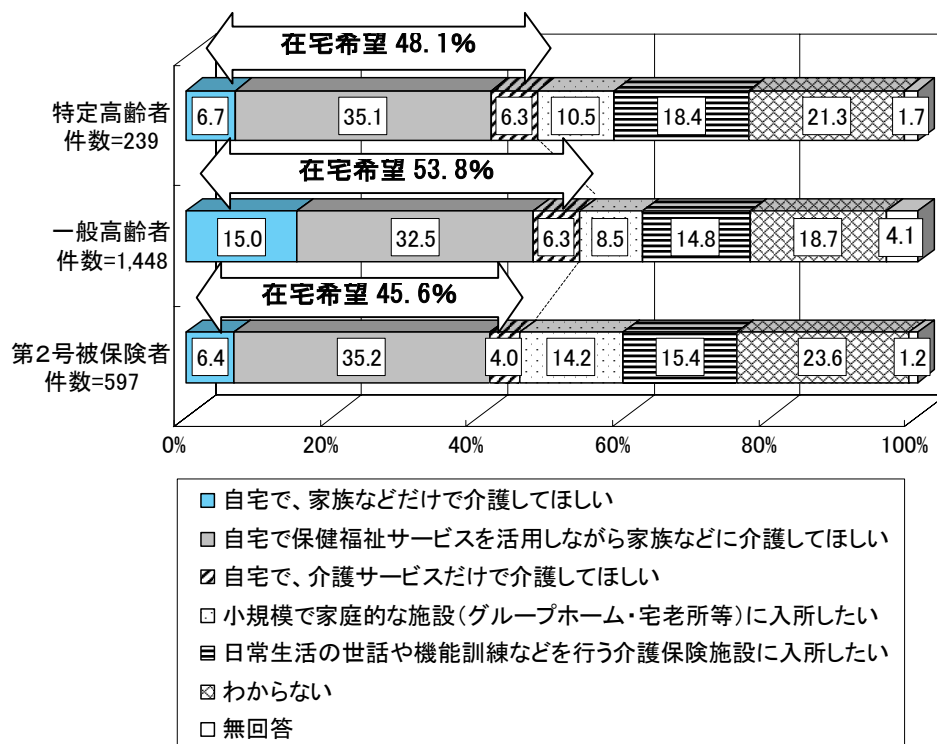 在宅希望 48.1%
特定高齢者
件数=239
6.7
35.1
6.3
10.5
18.4
21.3
1.7
在宅希望 53.8%
一般高齢者
件数=1,448
15.0
32.5
6.3
8.5
14.8
18.7
4.1
在宅希望 45.6%
第2号被保険者
件数=597
6.4
35.2
4.0
14.2
15.4
23.6
1.2
0%
20%
40%
60%
80%
100%
自宅で、家族などだけで介護してほしい
自宅で保健福祉サービスを活用しながら家族などに介護してほしい
自宅で、介護サービスだけで介護してほしい
小規模で家庭的な施設(グループホーム・宅老所等)に入所したい
日常生活の世話や機能訓練などを行う介護保険施設に入所したい
わからない
無回答